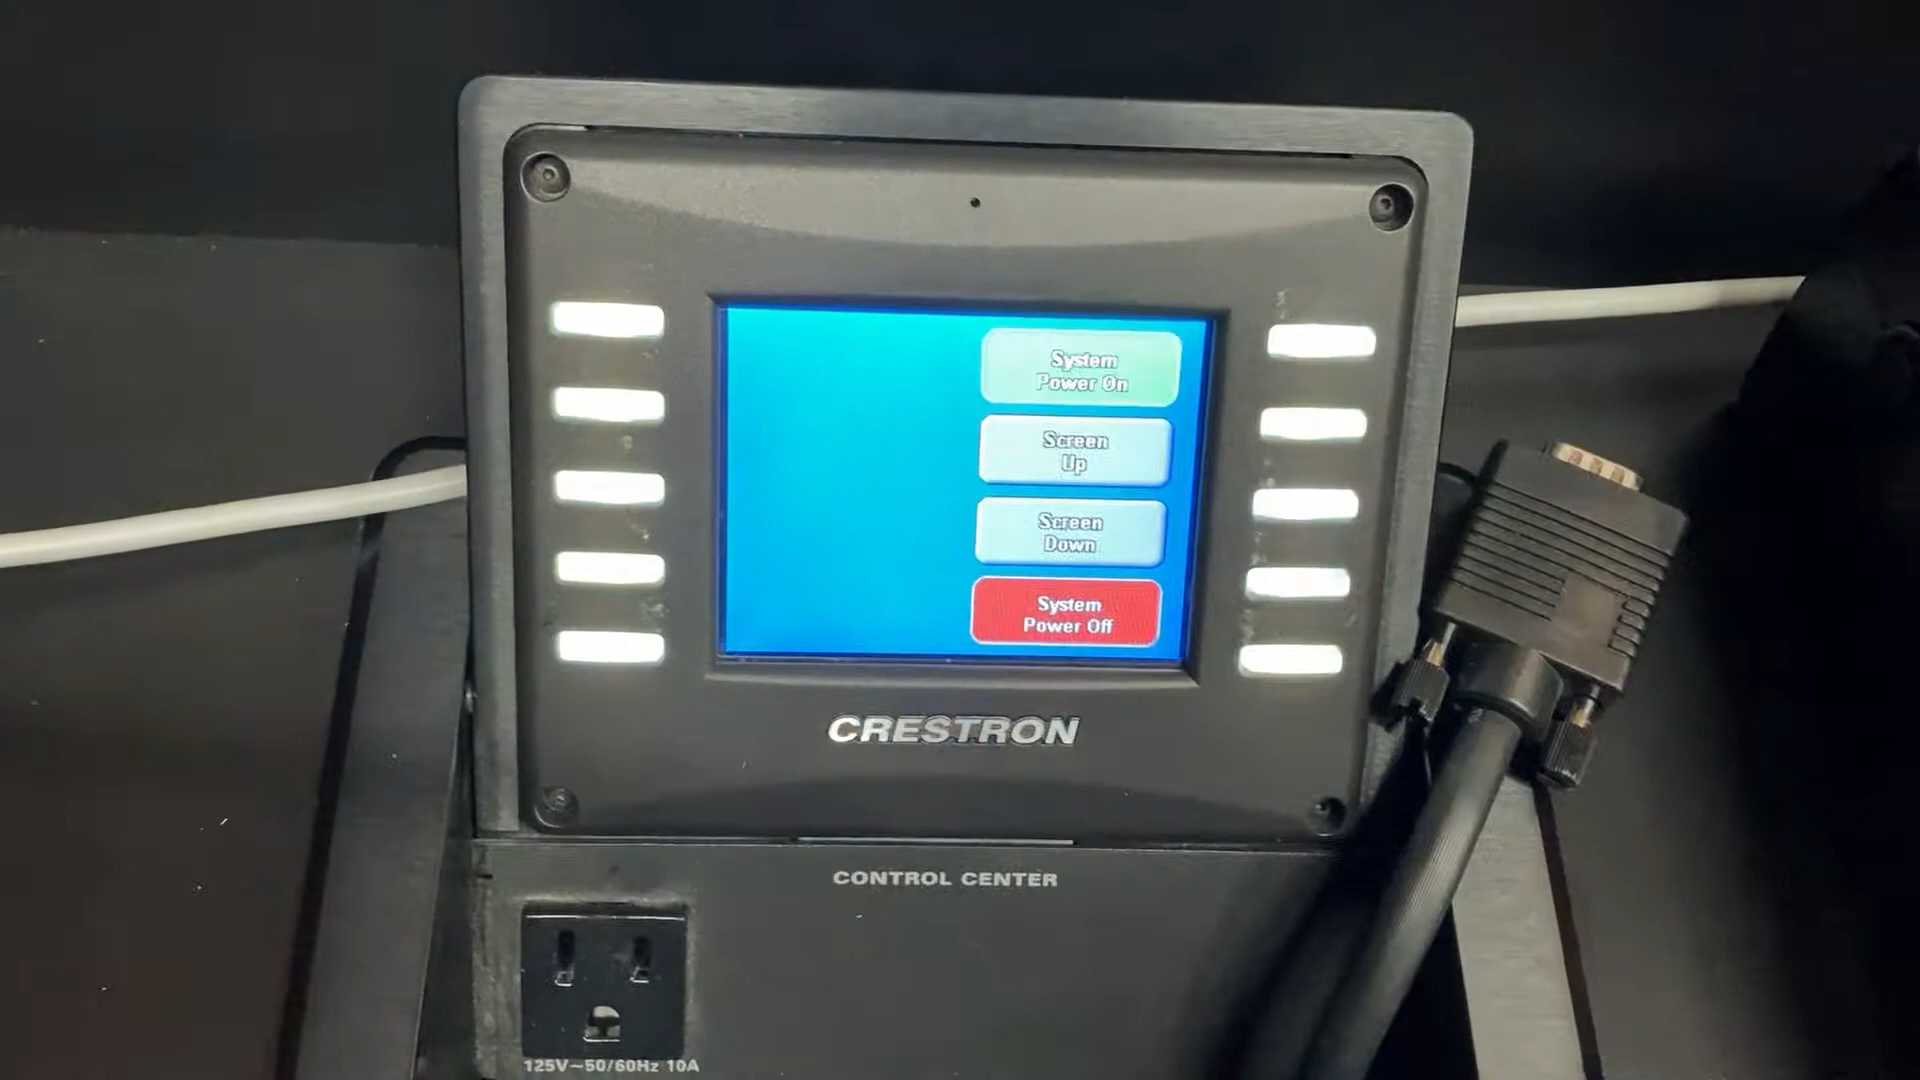 System
Power On
Screen
Up
Screen
Down
System
Power Off
CRESTRON
CONTROL CENTER
125V~50/60Hz 10A